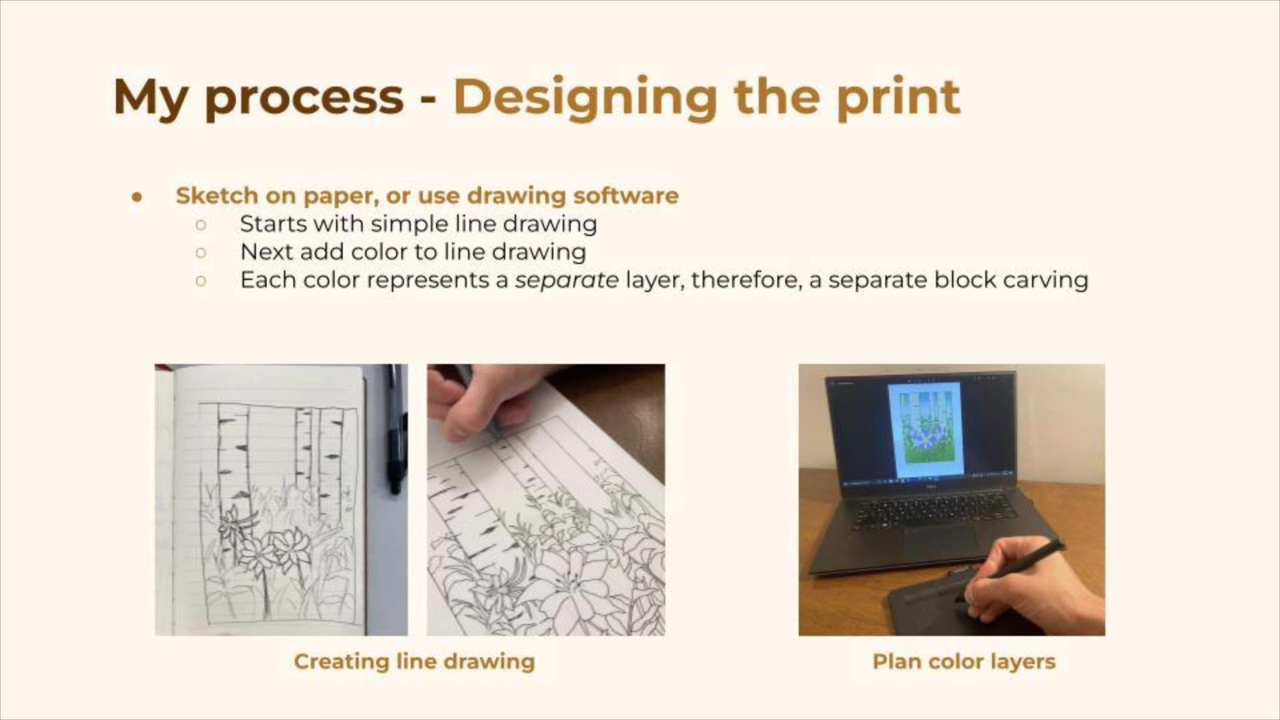 My process - Designing the print
● Sketch on paper, or use drawing software
○ Starts with simple line drawing
○ Next add color to line drawing
○ Each color represents a separate layer, therefore, a separate block carving
Creating line drawing
Plan color layers